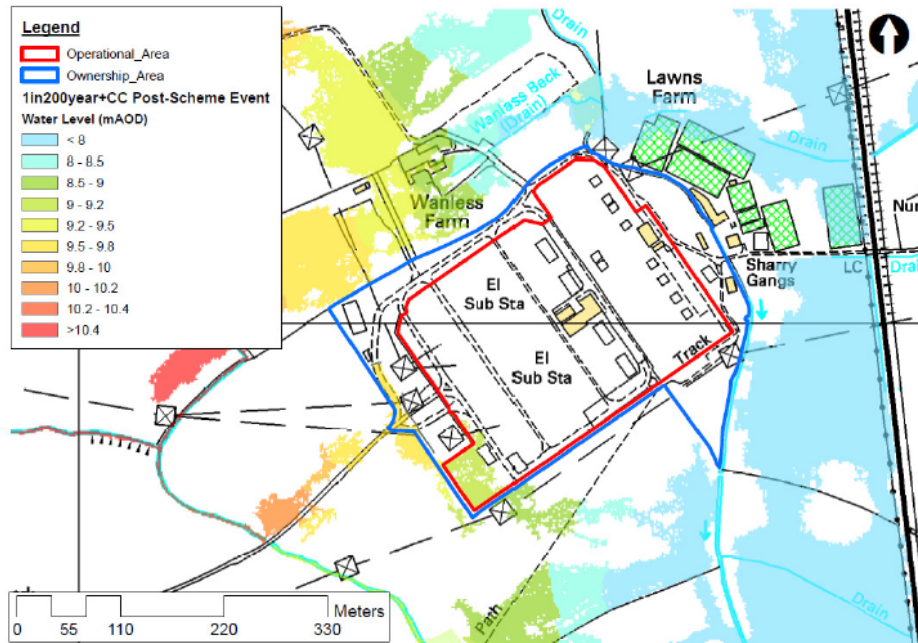 Legend
Operational_Area
Ownership_Area
1in200year+CC Post-Scheme Event
Water Level (mAOD)
< 8
8 - 8.5
8.5 - 9
9 - 9.2
9.2 - 9.5
9.5 - 9.8
9.8 - 10
10 - 10.2
10.2 - 10.4
>10.4
Drain
Lawns
Farm
Wanless Beck
(Drain)
Drain
Wanless
Farm
Nur
El
Sub Sta
Sharry
Gangs
LC
Drai
El
Sub Sta
Track
Path
Drain
Meters
0 55 110 220 330